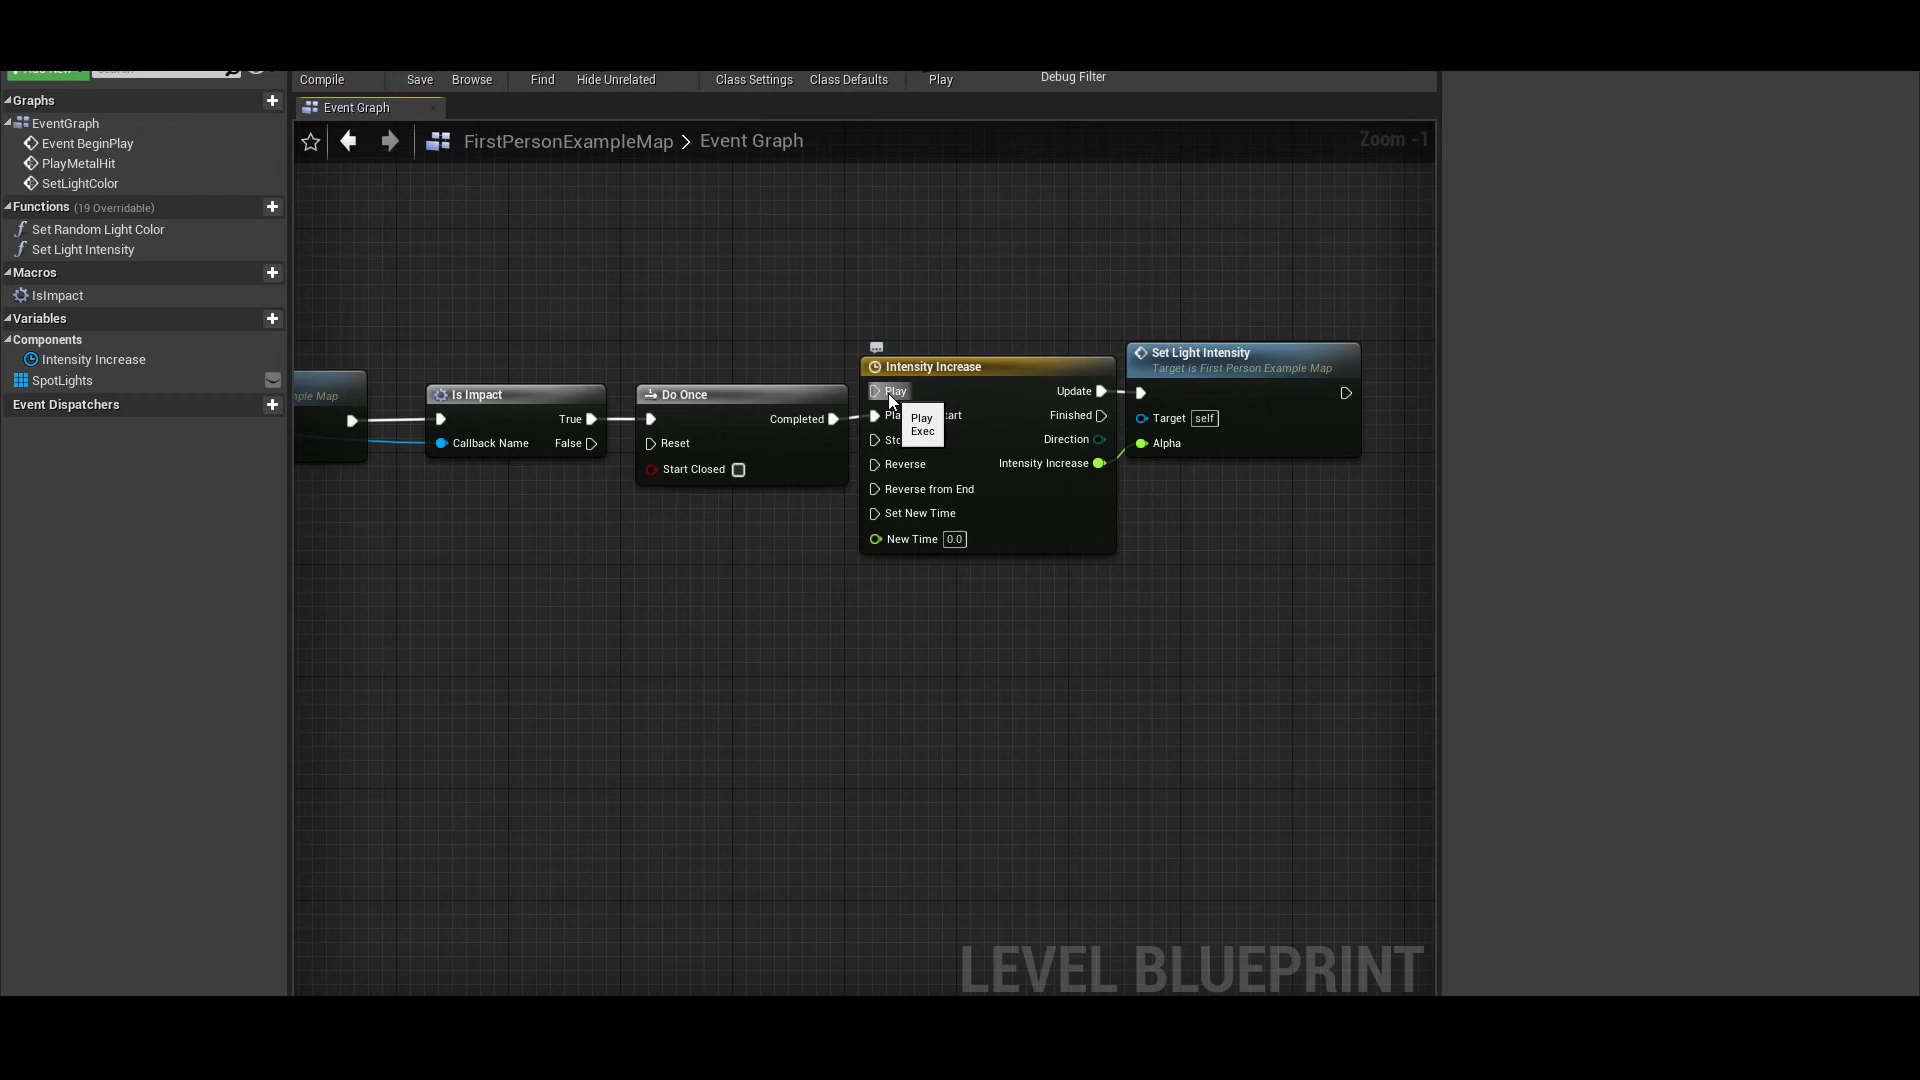 Compile
Save
Browse
Find
Hide Unrelated
Class Settings
Class Defaults
Play
Debug Filter
Graphs
EventGraph
Event BeginPlay
PlayMetalHit
SetLightColor
Functions (19 Overridable)
Set Random Light Color
Set Light Intensity
Macros
IsImpact
Variables
Components
Intensity Increase
SpotLights
Event Dispatchers
Event Graph
FirstPersonExampleMap > Event Graph
Zoom -1
Map
Is Impact
True
Callback Name
False
Do Once
Completed
Reset
Start Closed
Intensity Increase
Play
Update
Finished
Direction
Reverse
Intensity Increase
Reverse from End
Set New Time
New Time 0.0
Play
Exec
Set Light Intensity
Target is First Person Example Map
Target self
Alpha
LEVEL BLUEPRINT